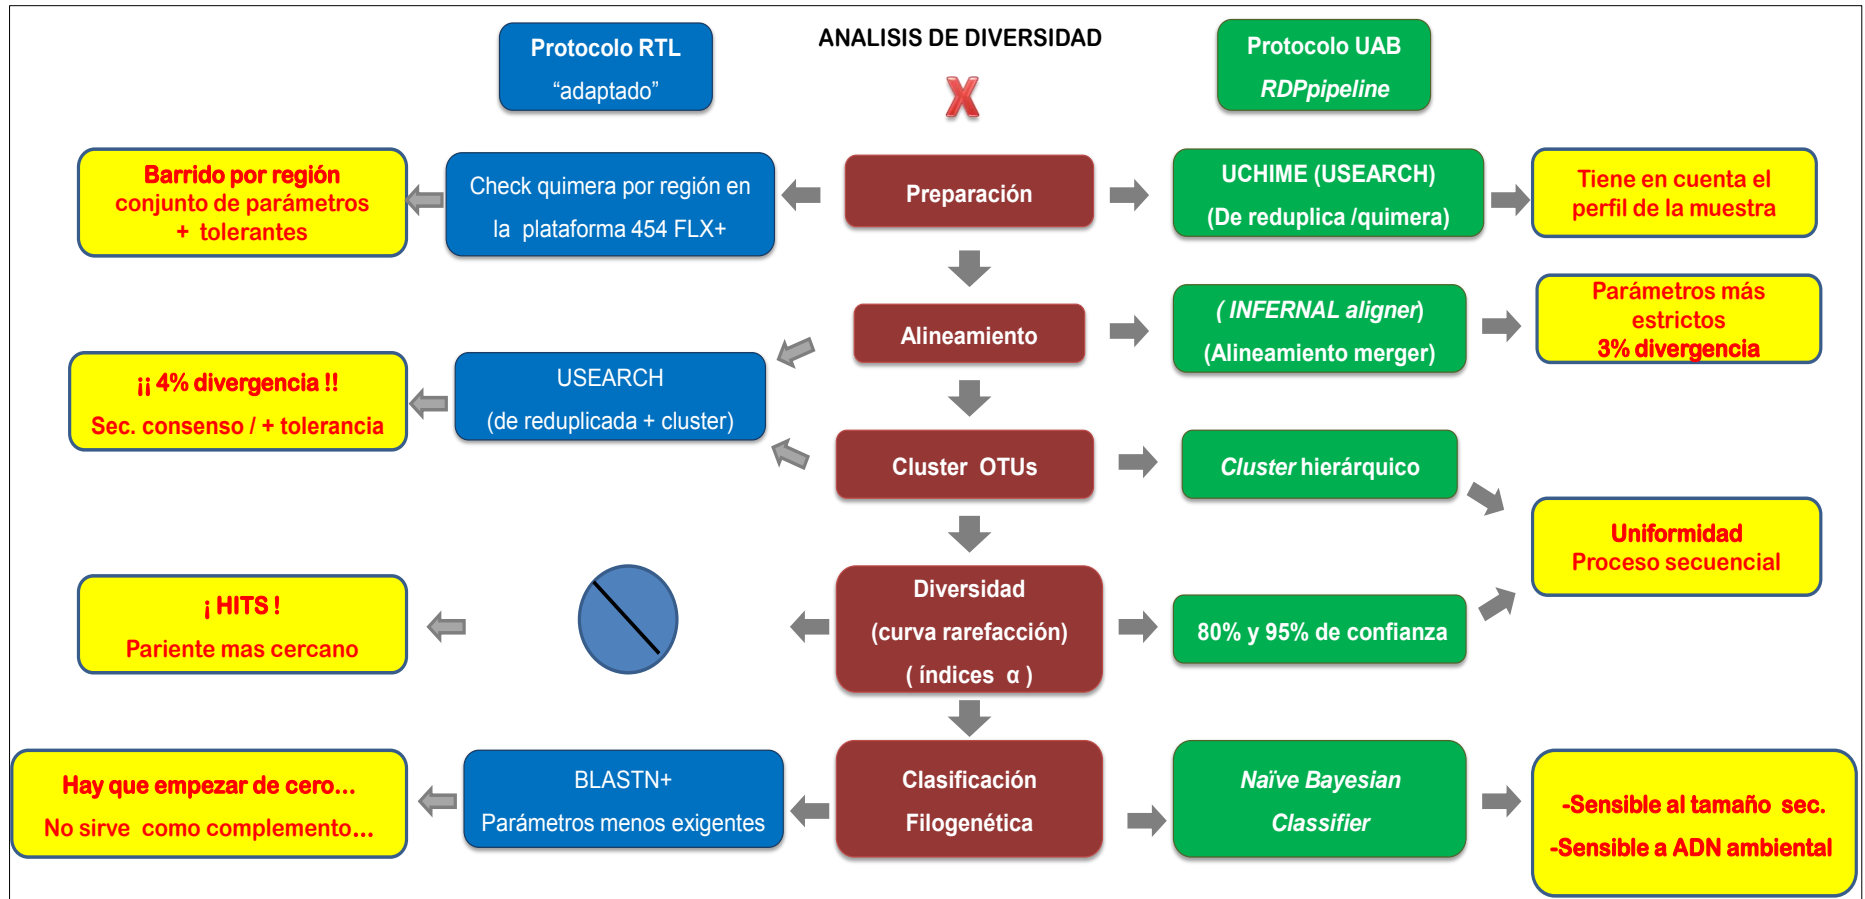 ANALISIS DE DIVERSIDAD
X
Protocolo RTL
“adaptado”
Protocolo UAB
RDPpipeline
Barrido por región
conjunto de parámetros
+ tolerantes
Check quimera por región en
la plataforma 454 FLX+
Preparación
UCHIME (USEARCH)
(De reduplica /quimera)
Tiene en cuenta el
perfil de la muestra
Alineamiento
( INFERNAL aligner)
(Alineamiento merger)
Parámetros más
estrictos
3% divergencia
¡¡ 4% divergencia !!
Sec. consenso / + tolerancia
USEARCH
(de reduplicada + cluster)
Cluster OTUs
Cluster hierárquico
Uniformidad
Proceso secuencial
¡ HITS !
Pariente mas cercano
Diversidad
(curva rarefacción)
( índices α )
80% y 95% de confianza
Hay que empezar de cero...
No sirve como complemento...
BLASTN+
Parámetros menos exigentes
Clasificación
Filogenética
Naïve Bayesian
Classifier
-Sensible al tamaño sec.
-Sensible a ADN ambiental